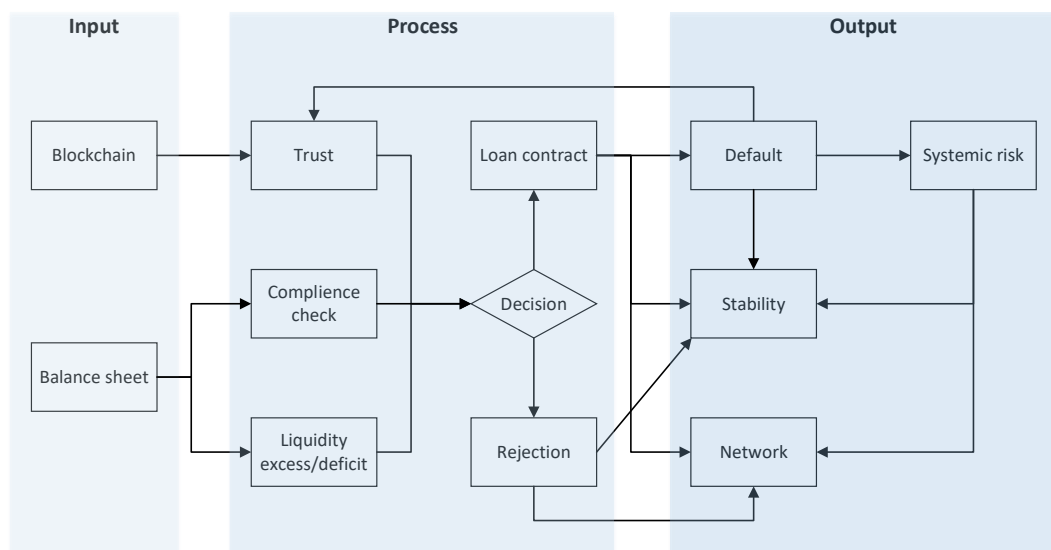 Input
Process
Output
Blockchain
Trust
Loan contract
Default
Systemic risk
Complience
check
Decision
Stability
Balance sheet
Liquidity
excess/deficit
Rejection
Network